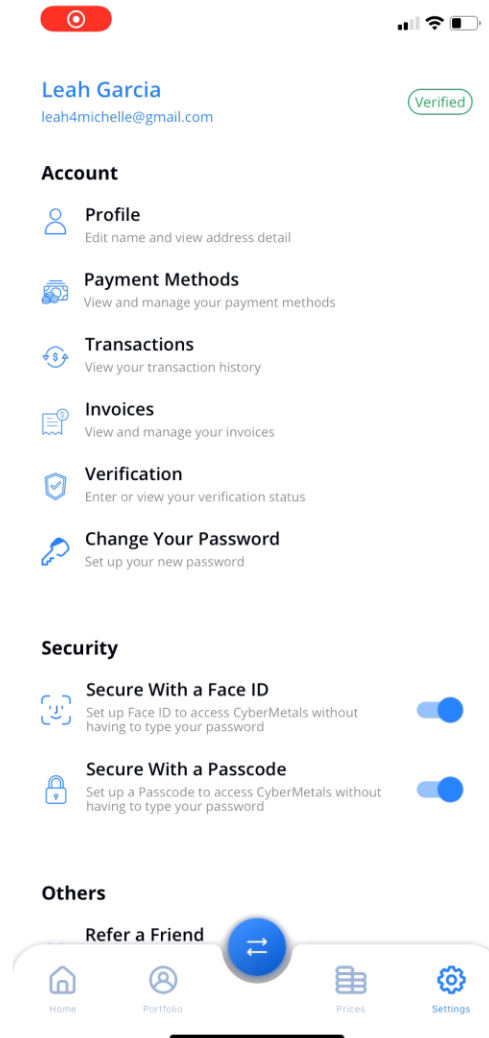 Leah Garcia
Verified
leah4michelle@gmail.com
Account
Profile
Edit name and view address detail
Payment Methods
View and manage your payment methods
Transactions
View your transaction history
Invoices
View and manage your invoices
Verification
Enter or view your verification status
Change Your Password
Set up your new password
Security
Secure With a Face ID
Set up Face ID to access CyberMetals without
having to type your password
Secure With a Passcode
Set up a Passcode to access CyberMetals without
having to type your password
Others
Refer a Friend
Home
Portfolio
Prices
Settings